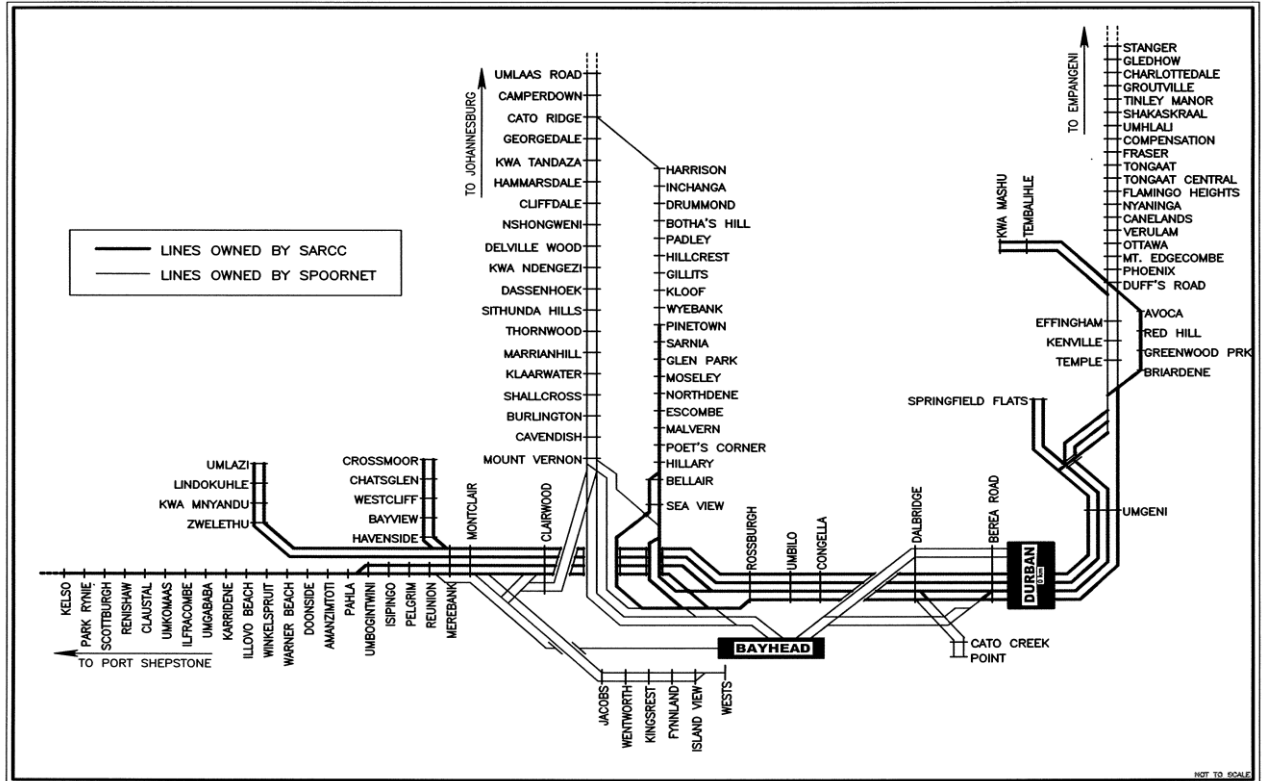 UMLAAS ROAD
CAMPERDOWN
CATO RIDGE
GEORGEDALE
KWA TANDAZA
HAMMARSDALE
CLIFFDALE
NSHONGWENI
DELVILLE WOOD
KWA NDENGEZI
DASSENHOEK
SITHUNDA HILLS
THORNWOOD
MARRIANHILL
KLAARWATER
SHALLCROSS
BURLINGTON
CAVENDISH
MOUNT VERNON
TO JOHANNESBURG
HARRISON
INCHANGA
DRUMMOND
BOTHA'S HILL
PADLEY
HILLCREST
GILLITS
KLOOF
WYEBANK
PINETOWN
SARNIA
GLEN PARK
MOSELEY
NORTHDENE
ESCOMBE
MALVERN
POET'S CORNER
HILLARY
BELLAIR
SEA VIEW
TO EMPANGENI
STANGER
GLEDHOW
CHARLOTTEDALE
GROUTVILLE
TINLEY MANOR
SHAKASKRAAL
UMHLALI
COMPENSATION
FRASER
TONGAAT
TONGAAT CENTRAL
FLAMINGO HEIGHTS
NYANINGA
CANELANDS
VERULAM
OTTAWA
MT. EDGECOMBE
PHOENIX
DUFF'S ROAD
KWA MASHU
TEMBALIHLE
AVOCA
RED HILL
GREENWOOD PRK
BRIARDENE
EFFINGHAM
KENVILLE
TEMPLE
SPRINGFIELD FLATS
UMGENI
LINES OWNED BY SARCC
LINES OWNED BY SPOORNET
UMLAZI
LINDOKUHLE
KWA MNYANDU
ZWELETHU
CROSSMOOR
CHATSGLEN
WESTCLIFF
BAYVIEW
HAVENSIDE
MONTCLAIR
CLAIRWOOD
ROSSBURGH
UMBILO
CONGELLA
DALBRIDGE
BEREA ROAD
DURBAN
0 km
KELSO
PARK RYNIE
SCOTTBURGH
RENISHAW
CLAUSTAL
UMKOMAAS
ILFRACOMBE
UMGABABA
KARRIDENE
ILLOVO BEACH
WINKELSPRUIT
WARNER BEACH
DOONSIDE
AMANZIMTOTI
PAHLA
UMBOGINTWINI
ISIPINGO
PELGRIM
REUNION
MEREBANK
TO PORT SHEPSTONE
BAYHEAD
CATO CREEK
POINT
JACOBS
WENTWORTH
KINGSREST
FYNNLAND
ISLAND VIEW
WESTS
NOT TO SCALE